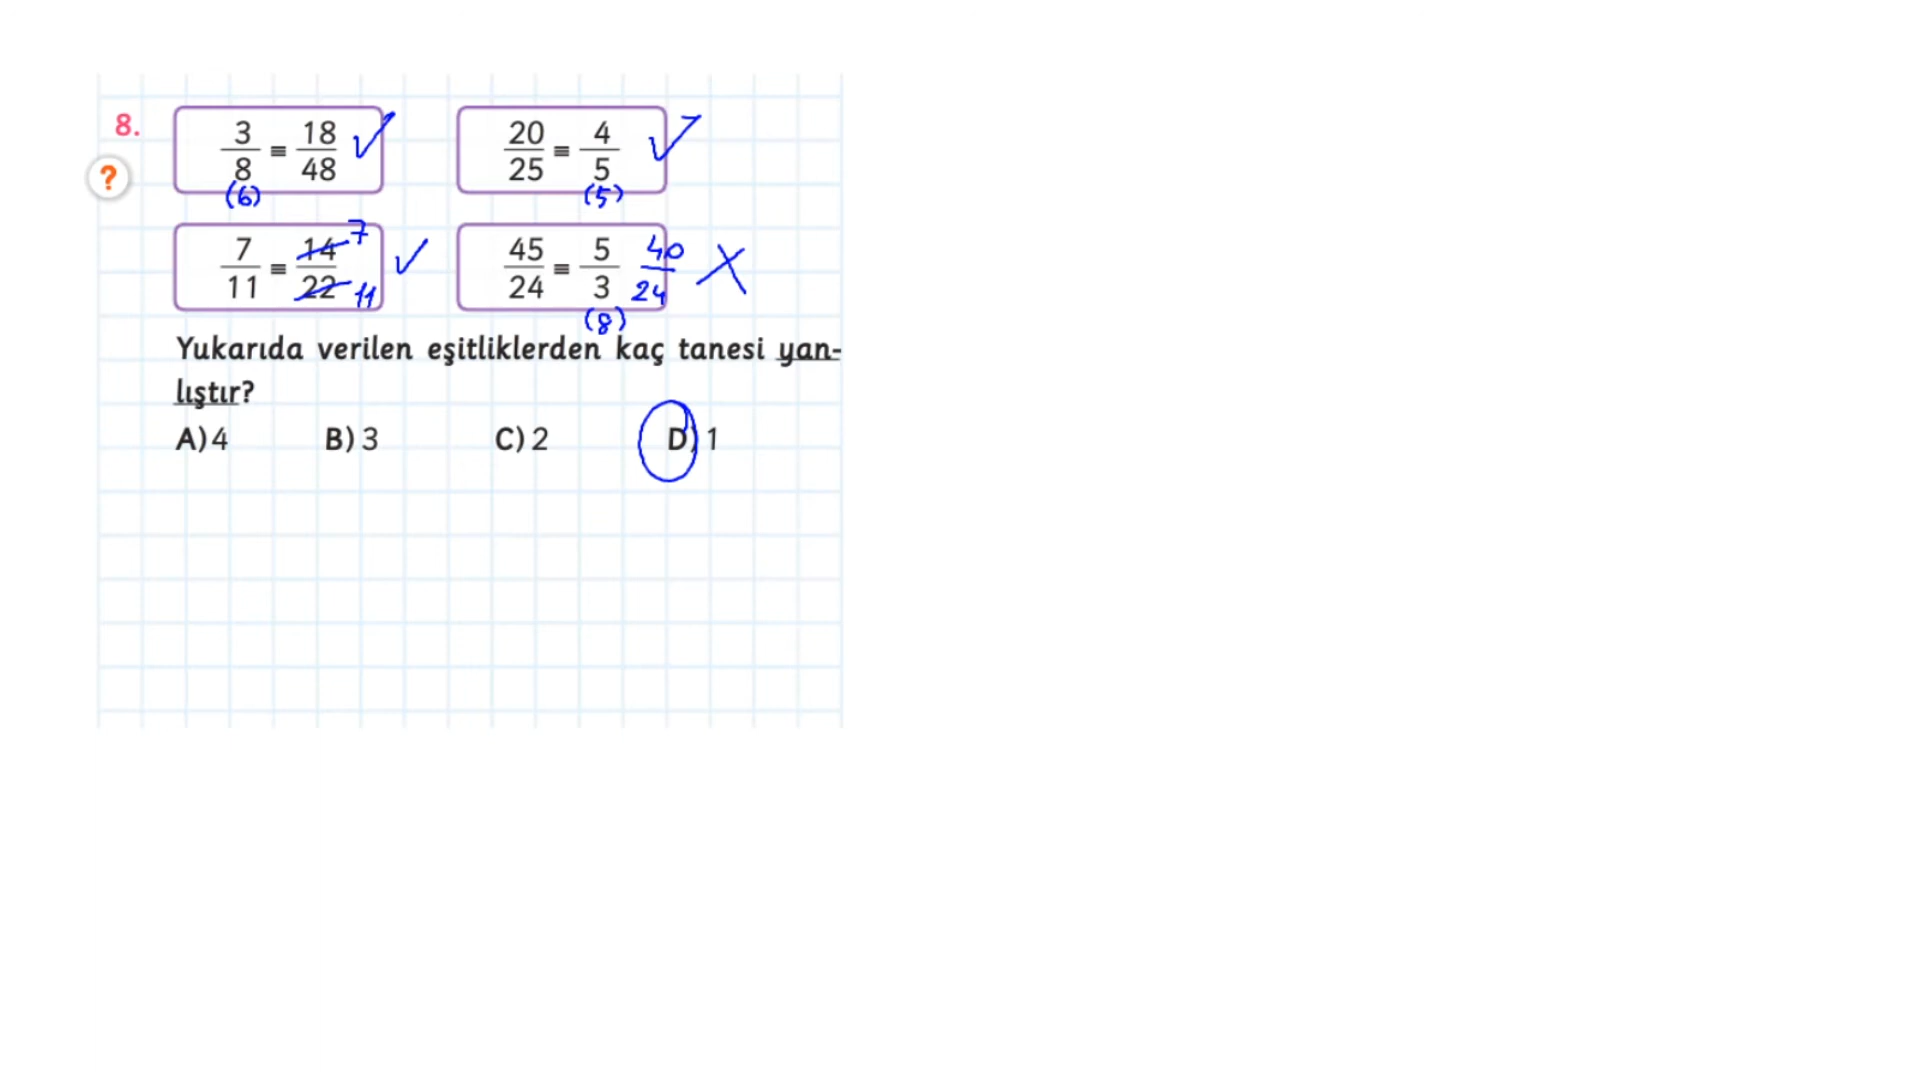 8.
?
3/8 ≡ 18/48 ✓ 20/25 ≡ 4/5 ✓
(6) (5)
7/11 ≡ 14/22 7 11 ✓ 45/24 ≡ 5/3 40/24 X
(8)
Yukarıda verilen eşitliklerden kaç tanesi yan-
lıştır?
A) 4 B) 3 C) 2 D) 1